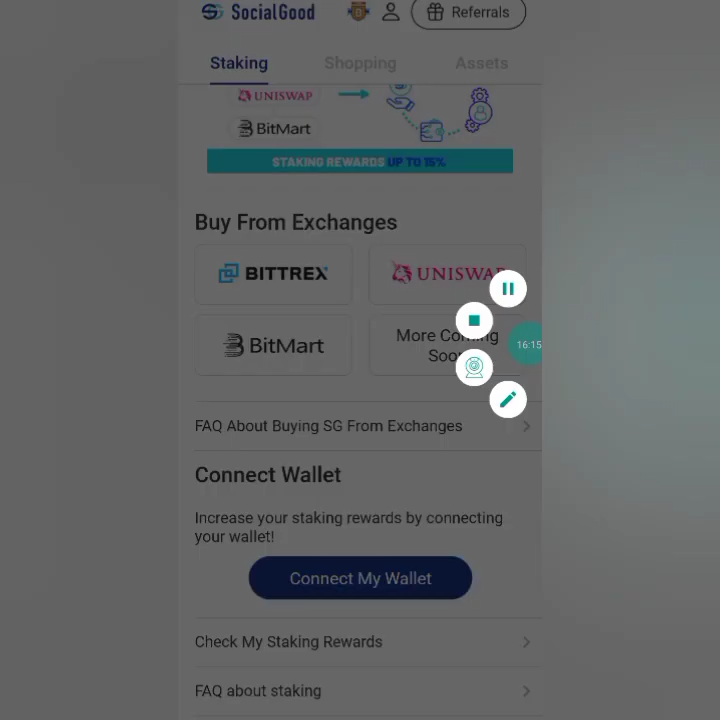 SocialGood
Referrals
Staking
Shopping
Assets
UNISWAP
BitMart
STAKING REWARDS UP TO 15%
Buy From Exchanges
BITTREX
UNISWAP
BitMart
More Coming
Soon
16:15
FAQ About Buying SG From Exchanges
Connect Wallet
Increase your staking rewards by connecting
your wallet!
Connect My Wallet
Check My Staking Rewards
FAQ about staking